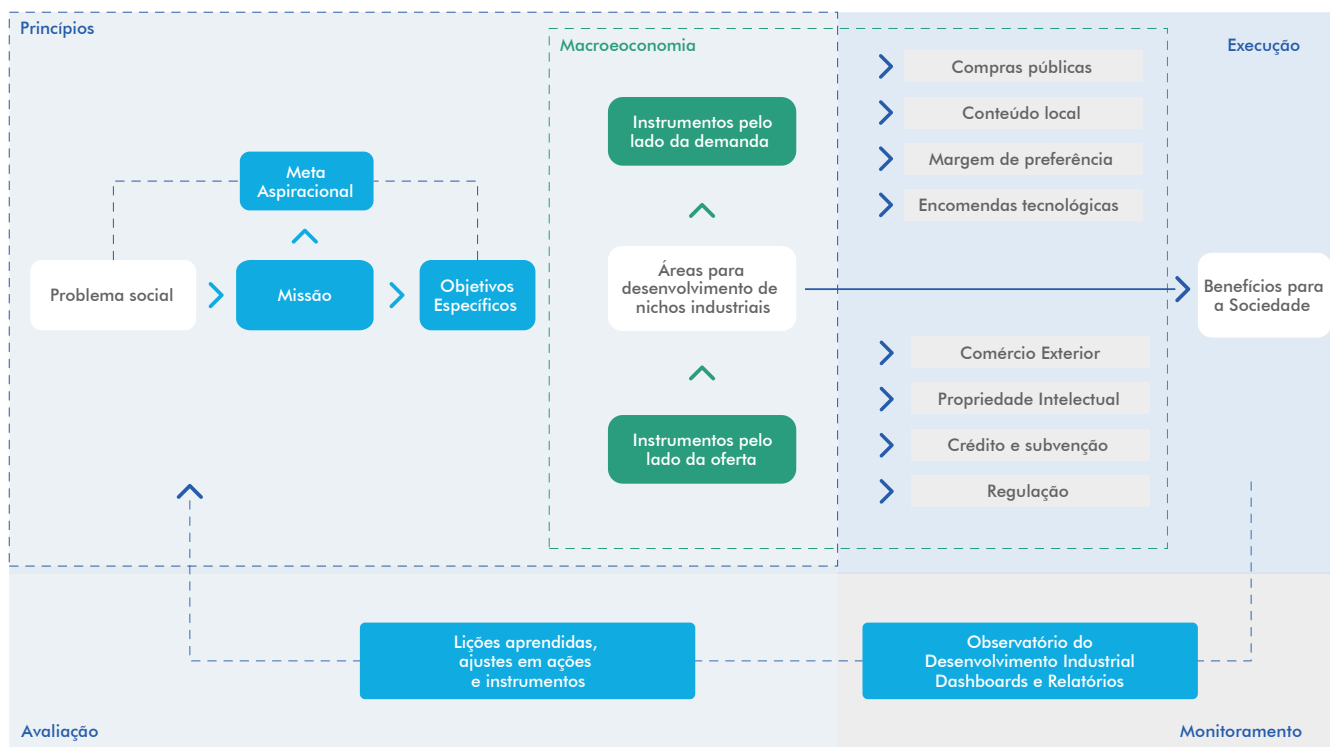 Princípios
Macroeoconomia
Execução
Compras públicas
Conteúdo local
Margem de preferência
Encomendas tecnológicas
Instrumentos pelo
lado da demanda
Meta
Aspiracional
Problema social
Missão
Objetivos
Específicos
Áreas para
desenvolvimento de
nichos industriais
Benefícios para
a Sociedade
Comércio Exterior
Propriedade Intelectual
Crédito e subvenção
Regulação
Instrumentos pelo
lado da oferta
Lições aprendidas,
ajustes em ações
e instrumentos
Observatório do
Desenvolvimento Industrial
Dashboards e Relatórios
Avaliação
Monitoramento